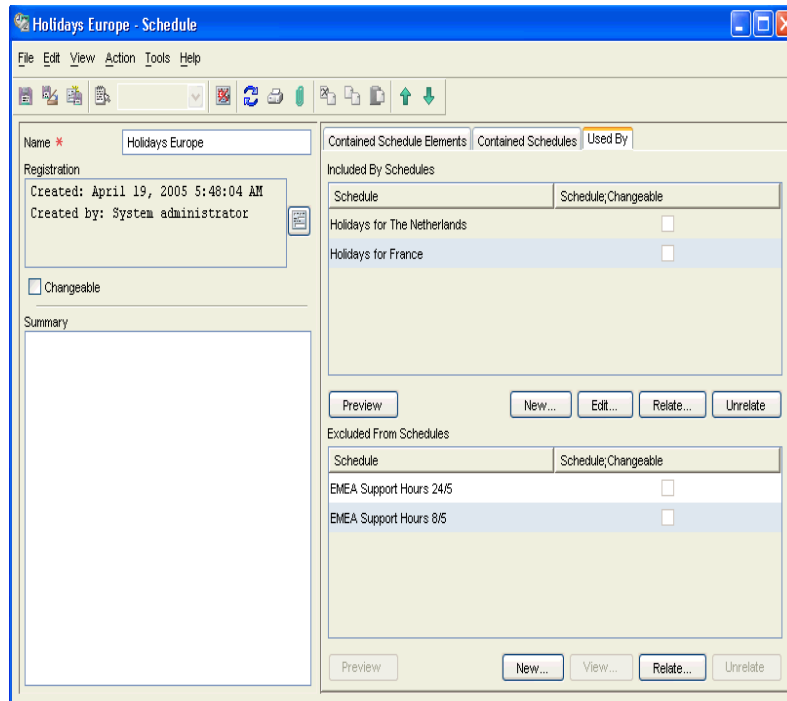 Holidays Europe - Schedule
File Edit View Action Tools Help
Name * Holidays Europe
Registration
Created: April 19, 2005 5:48:04 AM
Created by: System administrator
Changeable
Summary
Contained Schedule Elements Contained Schedules Used By
Included By Schedules
Schedule Schedule;Changeable
Holidays for The Netherlands
Holidays for France
Preview New... Edit... Relate... Unrelate
Excluded From Schedules
Schedule Schedule;Changeable
EMEA Support Hours 24/5
EMEA Support Hours 8/5
Preview New... View... Relate... Unrelate